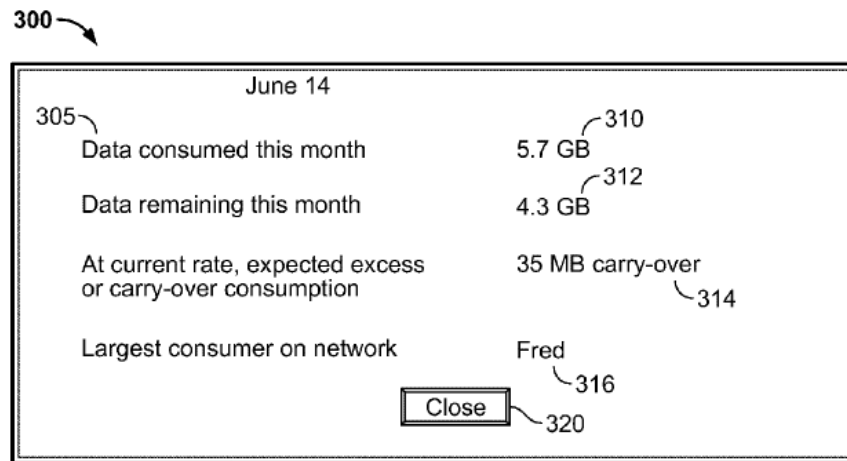 300
June 14
305
310
Data consumed this month 5.7 GB
312
Data remaining this month 4.3 GB
At current rate, expected excess 35 MB carry-over
or carry-over consumption
314
Largest consumer on network Fred
316
Close
320